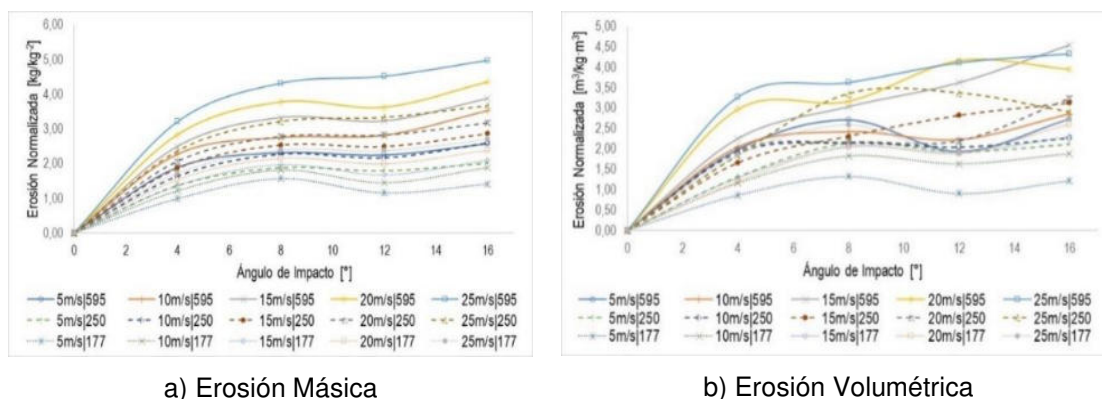 6,00
5,00
4,00
3,00
2,00
1,00
0,00
Erosión Normalizada [kg/kg-2]
0 2 4 6 8 10 12 14 16
Ángulo de Impacto [°]
5m/s|595 10m/s|595 15m/s|595 20m/s|595 25m/s|595
5m/s|250 10m/s|250 15m/s|250 20m/s|250 25m/s|250
5m/s|177 10m/s|177 15m/s|177 20m/s|177 25m/s|177
a) Erosión Másica
5,00
4,50
4,00
3,50
3,00
2,50
2,00
1,50
1,00
0,50
0,00
Erosión Normalizada [m³/kg·m³]
0 2 4 6 8 10 12 14 16
Ángulo de Impacto [°]
5m/s|595 10m/s|595 15m/s|595 20m/s|595 25m/s|595
5m/s|250 10m/s|250 15m/s|250 20m/s|250 25m/s|250
5m/s|177 10m/s|177 15m/s|177 20m/s|177 25m/s|177
b) Erosión Volumétrica